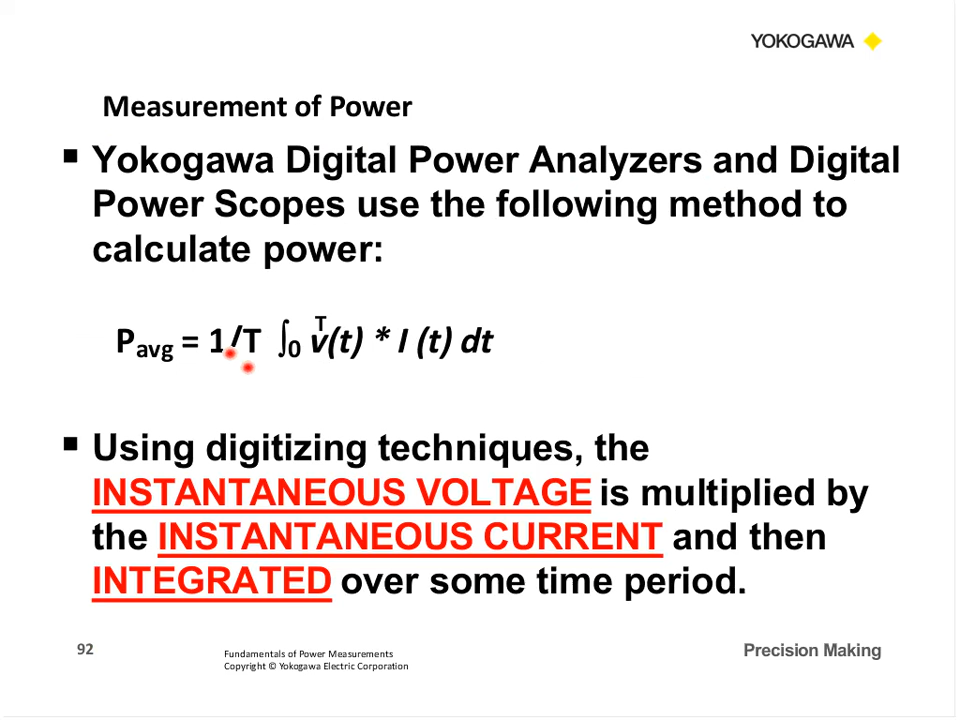 YOKOGAWA
Measurement of Power
▪ Yokogawa Digital Power Analyzers and Digital
Power Scopes use the following method to
calculate power:
Pavg = 1/T ∫0 T v(t) * I (t) dt
▪ Using digitizing techniques, the
INSTANTANEOUS VOLTAGE is multiplied by
the INSTANTANEOUS CURRENT and then
INTEGRATED over some time period.
92
Fundamentals of Power Measurements
Copyright © Yokogawa Electric Corporation
Precision Making